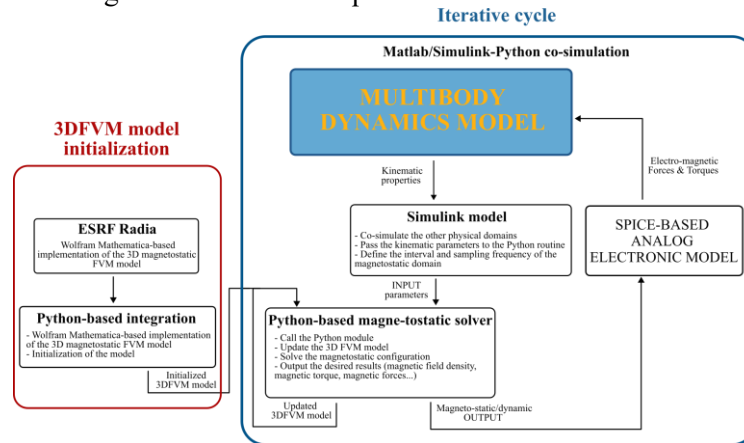 Iterative cycle
Matlab/Simulink-Python co-simulation
MULTIBODY
DYNAMICS MODEL
3DFVM model
initialization
Kinematic
properties
Electro-magnetic
Forces & Torques
ESRF Radia
Wolfram Mathematica-based
implementation of the 3D magnetostatic
FVM model
Simulink model
- Co-simulate the other physical domains
- Pass the kinematic parameters to the Python routine
- Define the interval and sampling frequency of the
magnetostatic domain
SPICE-BASED
ANALOG
ELECTRONIC MODEL
INPUT
parameters
Python-based integration
- Wolfram Mathematica-based implementation
of the 3D magnetostatic FVM model
- Initialization of the model
Python-based magne-tostatic solver
- Call the Python module
- Update the 3D FVM model
- Solve the magnetostatic configuration
- Output the desired results (magnetic field density,
magnetic torque, magnetic forces...)
Initialized
3DFVM model
Updated
3DFVM model
Magneto-static/dynamic
OUTPUT